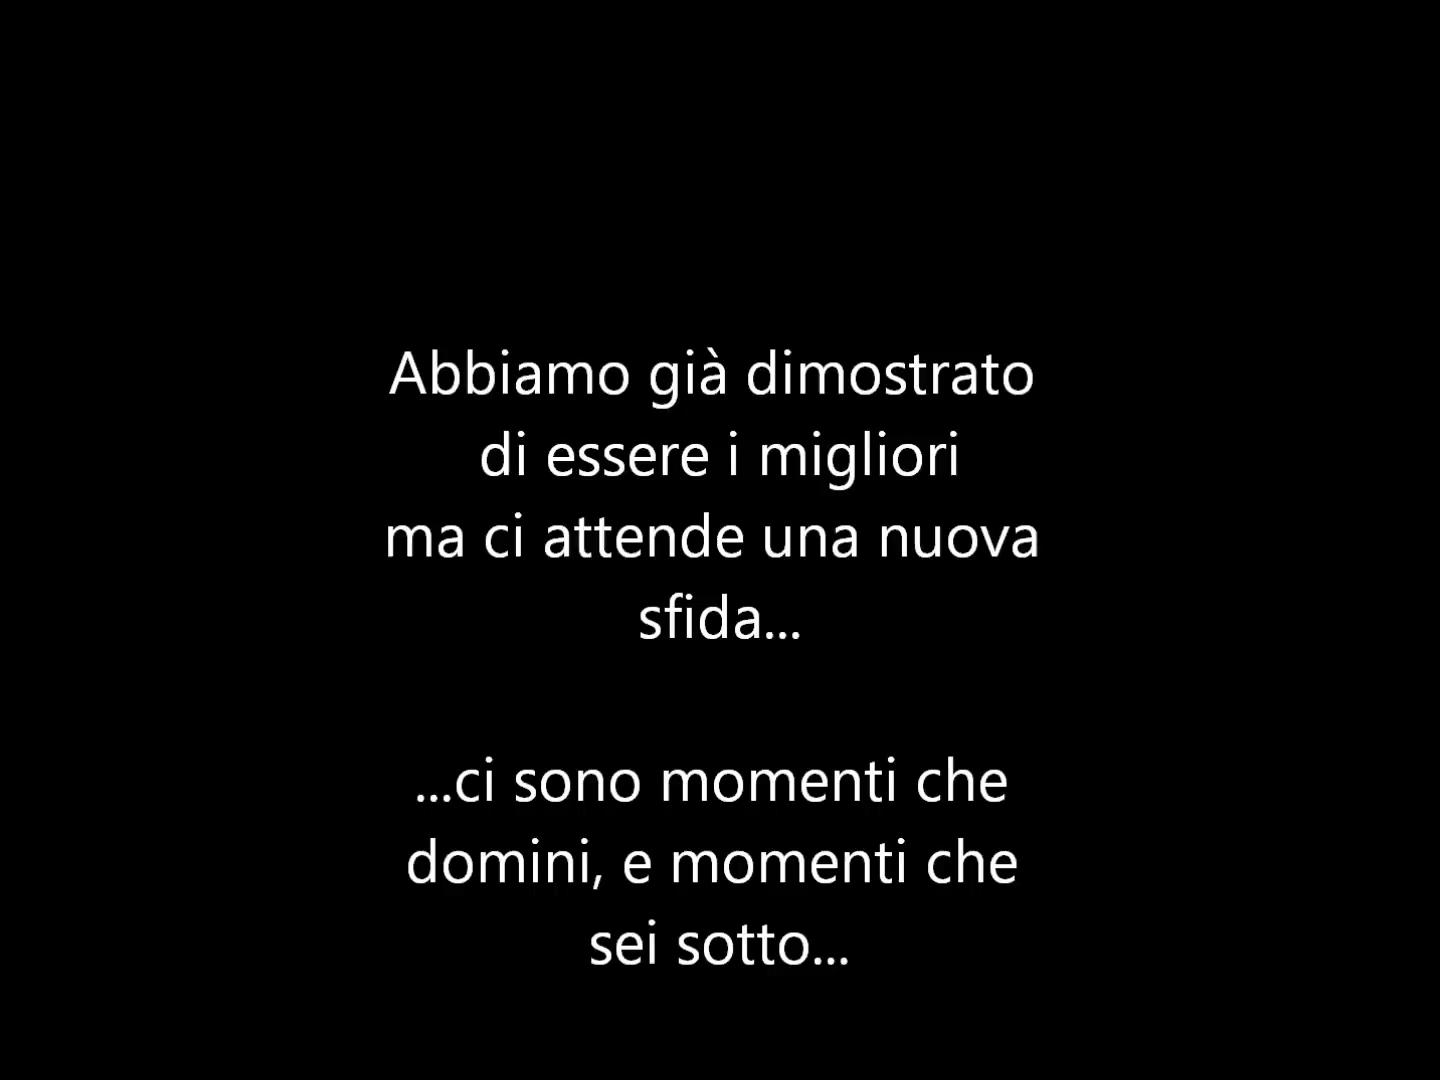 Abbiamo già dimostrato
di essere i migliori
ma ci attende una nuova
sfida...
...ci sono momenti che
domini, e momenti che
sei sotto...